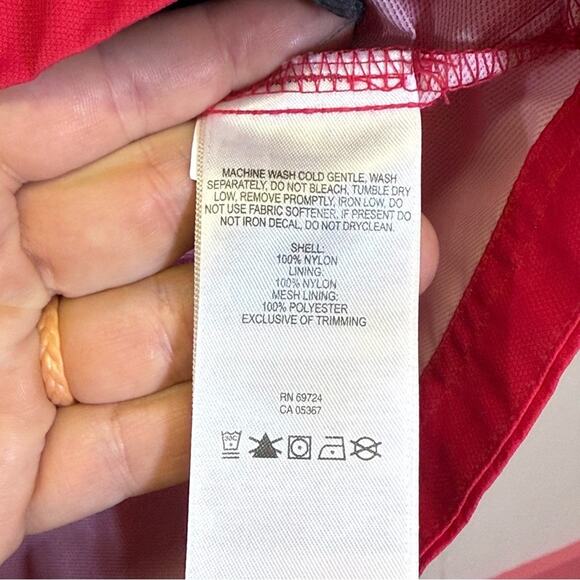 MACHINE WASH COLD GENTLE, WASH
SEPARATELY, DO NOT BLEACH, TUMBLE DRY
LOW, REMOVE PROMPTLY, IRON LOW, DO
NOT USE FABRIC SOFTENER, IF PRESENT DO
NOT IRON DECAL, DO NOT DRYCLEAN.
SHELL:
100% NYLON
LINING:
100% NYLON
MESH LINING:
100% POLYESTER
EXCLUSIVE OF TRIMMING
RN 69724
CA 05367